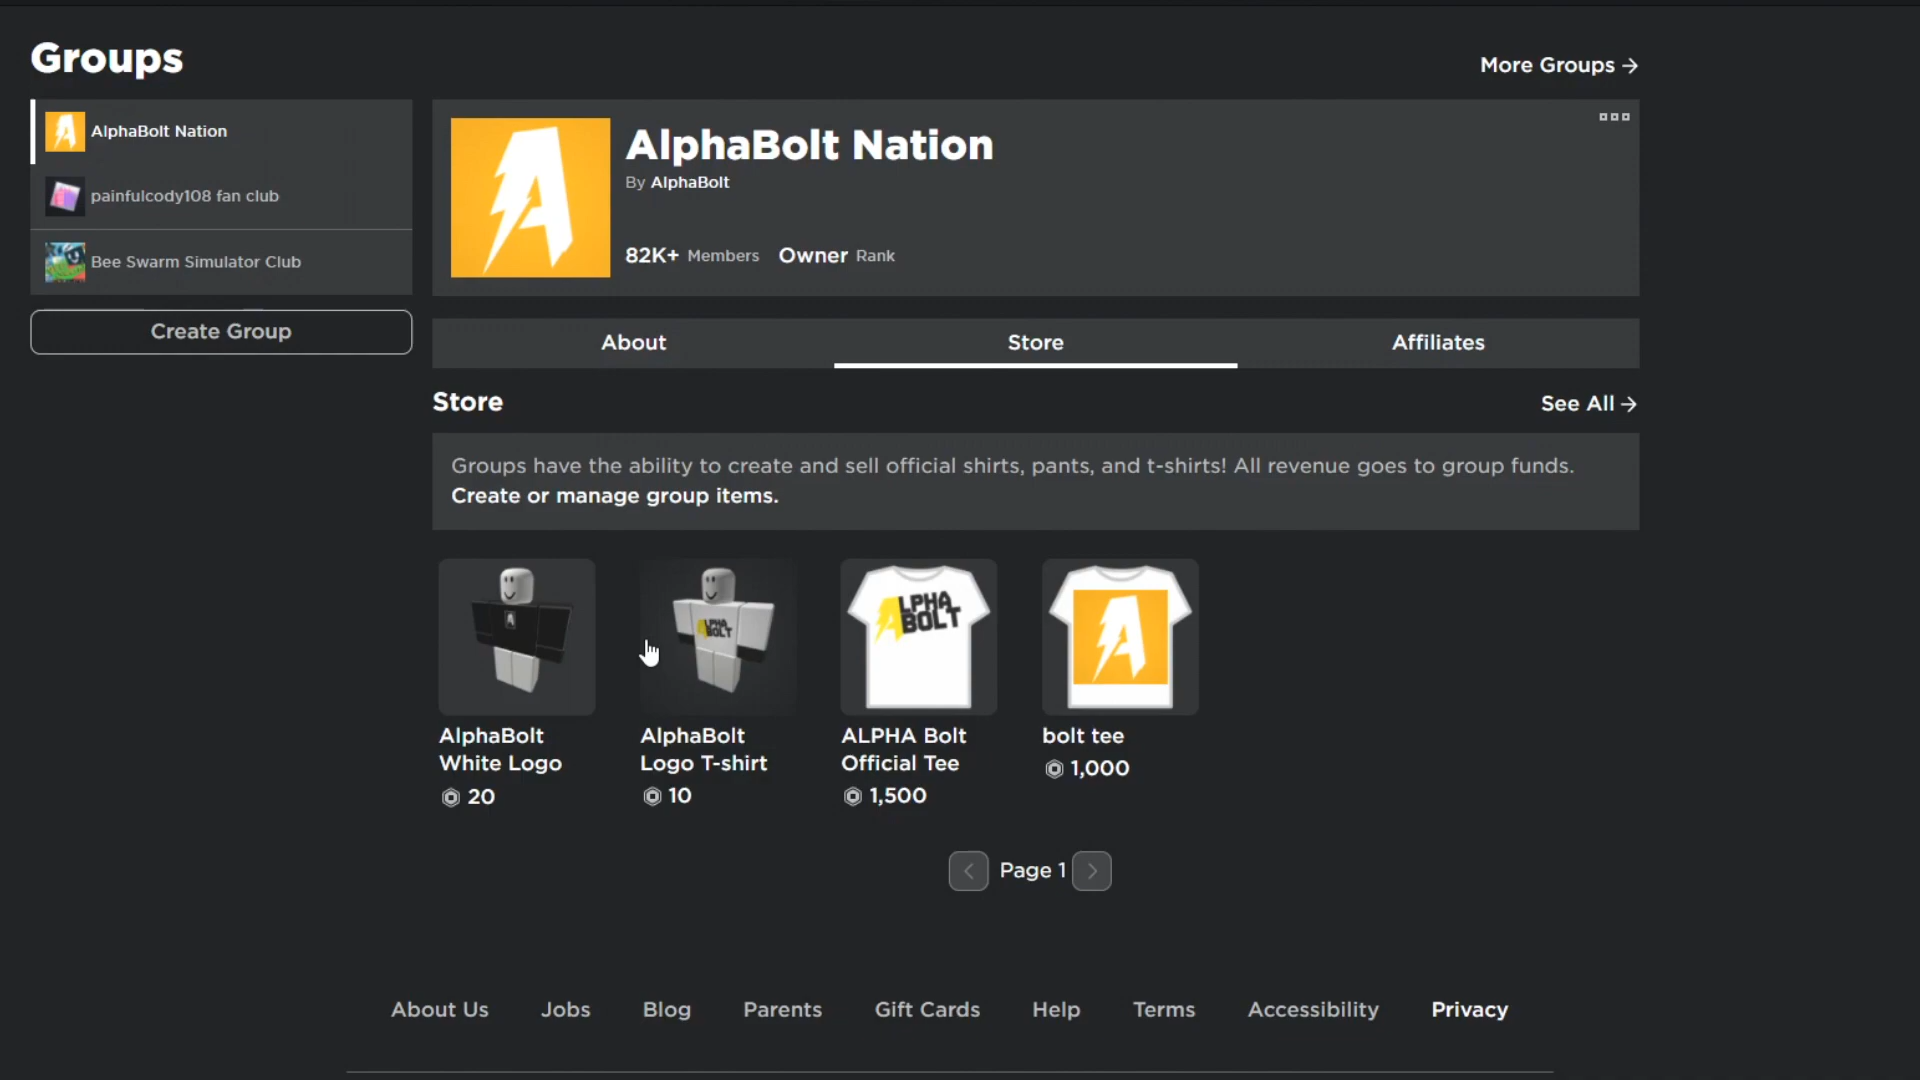 Groups
More Groups →
AlphaBolt Nation
painfulcody108 fan club
Bee Swarm Simulator Club
Create Group
AlphaBolt Nation
By AlphaBolt
82K+ Members Owner Rank
About Store Affiliates
Store
See All →
Groups have the ability to create and sell official shirts, pants, and t-shirts! All revenue goes to group funds.
Create or manage group items.
A
ALPHA
BOLT
ALPHA
BOLT
A
AlphaBolt
White Logo
20
AlphaBolt
Logo T-shirt
10
ALPHA Bolt
Official Tee
1,500
bolt tee
1,000
Page 1
About Us Jobs Blog Parents Gift Cards Help Terms Accessibility Privacy